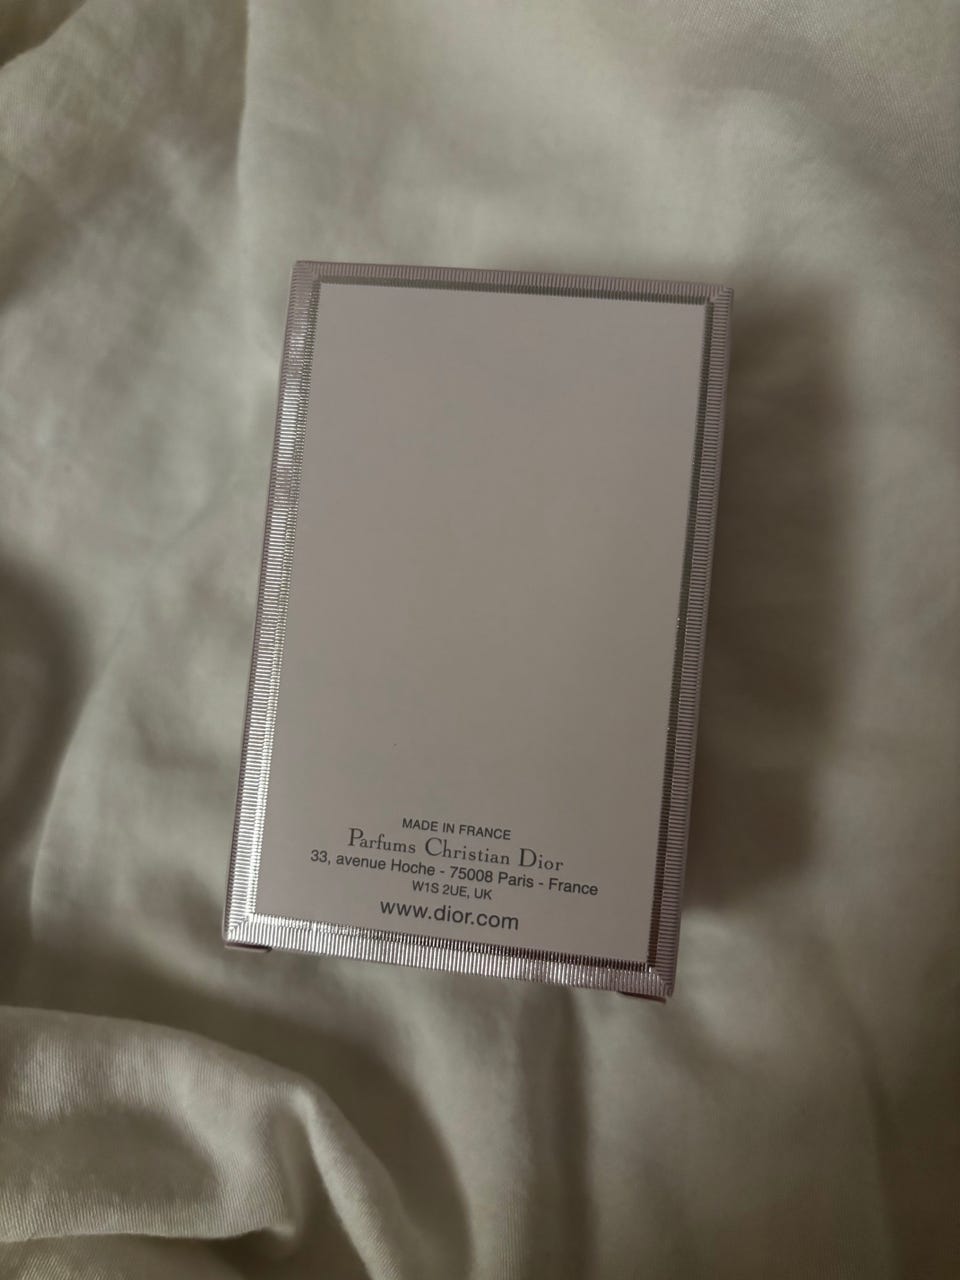 MADE IN FRANCE
Parfums Christian Dior
33, avenue Hoche - 75008 Paris - France
W1S 2UE, UK
www.dior.com